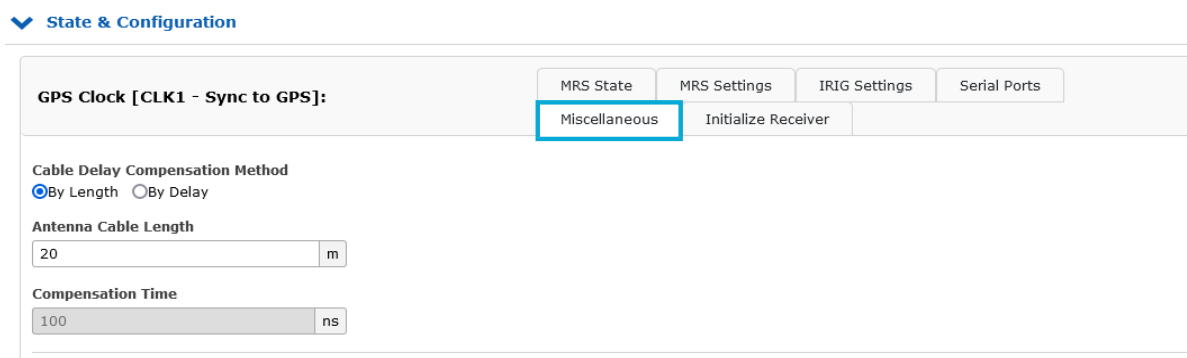 State & Configuration
GPS Clock [CLK1 - Sync to GPS]:
MRS State
MRS Settings
IRIG Settings
Serial Ports
Miscellaneous
Initialize Receiver
Cable Delay Compensation Method
By Length By Delay
Antenna Cable Length
20 m
Compensation Time
100 ns